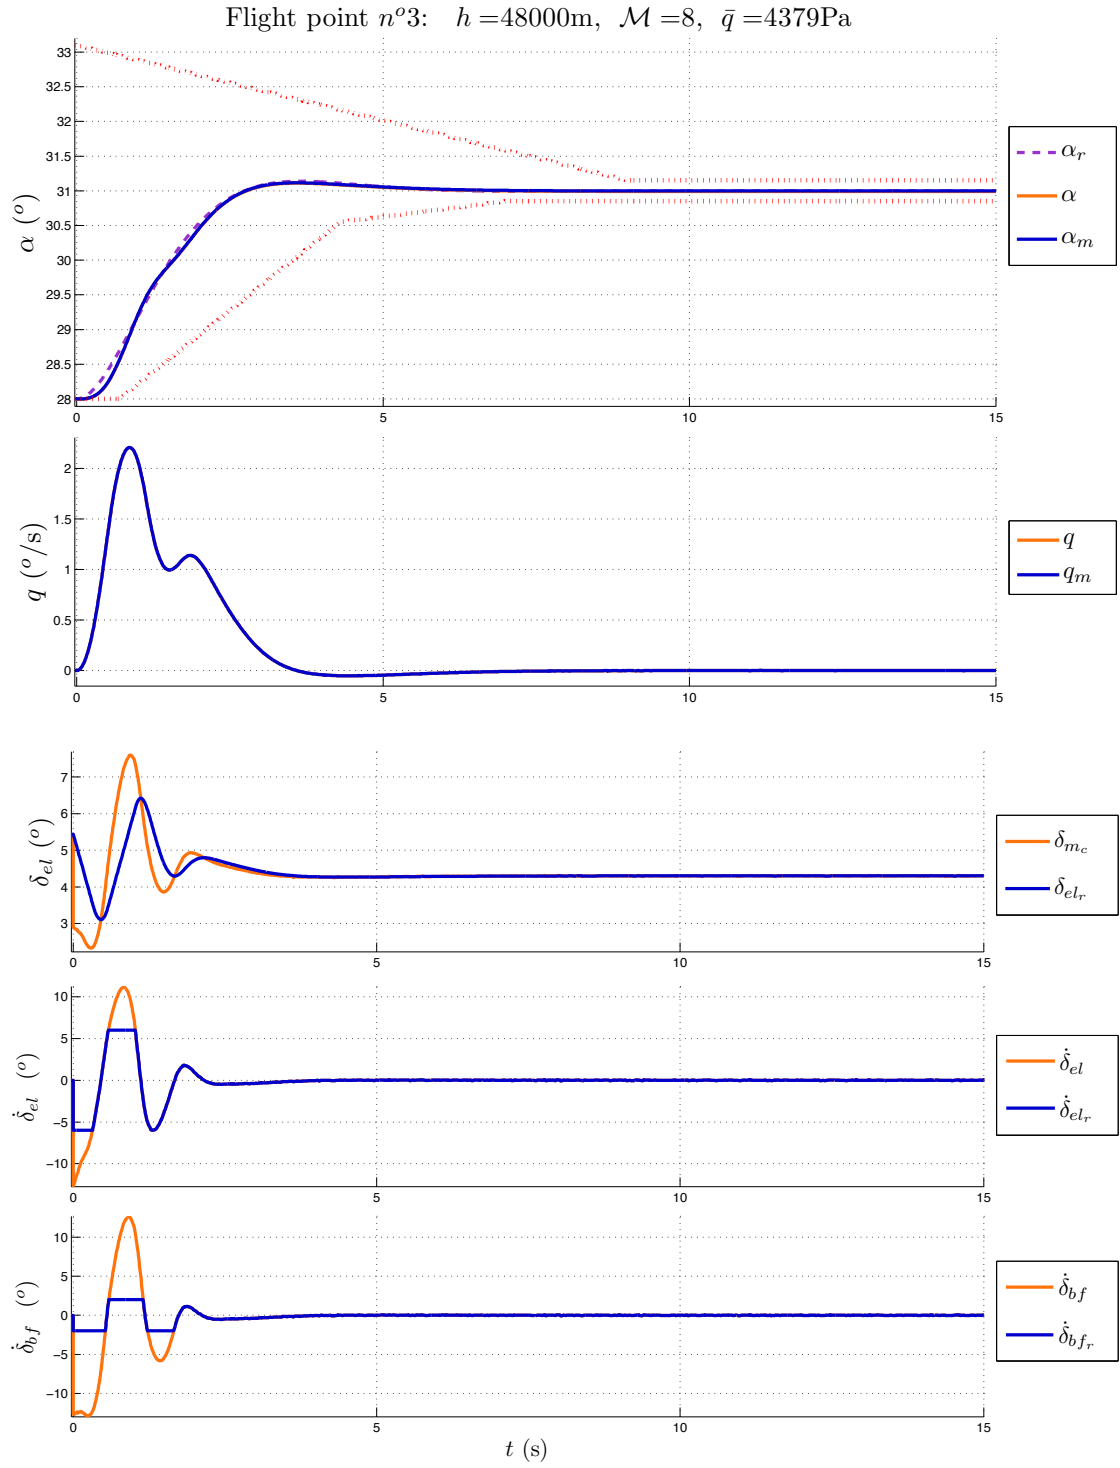 Flight point n°3: h =48000m, M =8, q̄ =4379Pa
33
32.5
32
31.5
31
30.5
30
29.5
29
28.5
28
0 5 10 15
α (°)
α_r
α
α_m
2
1.5
1
0.5
0
0 5 10 15
q (°/s)
q
q_m
7
6
5
4
3
0 5 10 15
δ_el (°)
δ_m_c
δ_el_r
10
5
0
−5
−10
0 5 10 15
δ̇_el (°)
δ̇_el
δ̇_el_r
10
5
0
−5
−10
0 5 10 15
δ̇_bf (°)
δ̇_bf
δ̇_bf_r
t (s)